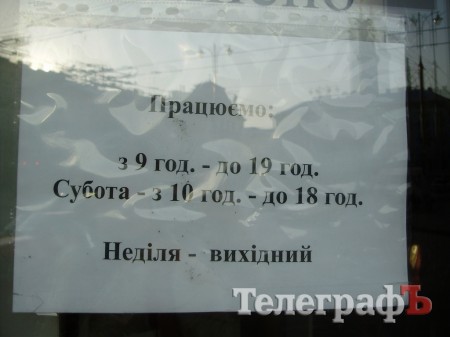 Працюємо:
з 9 год. - до 19 год.
Субота - з 10 год. - до 18 год.
Неділя - вихідний
ТелеграфЪ